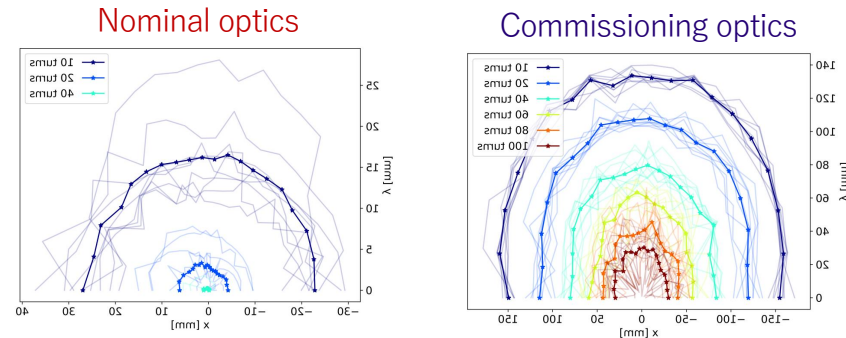 Nominal optics
10 turns
20 turns
40 turns
25
20
15
10
5
0
y [mm]
40
30
20
10
0
−10
−20
−30
x [mm]
Commissioning optics
10 turns
20 turns
40 turns
60 turns
80 turns
100 turns
140
120
100
80
60
40
20
0
y [mm]
150
100
50
0
−50
−100
−150
x [mm]